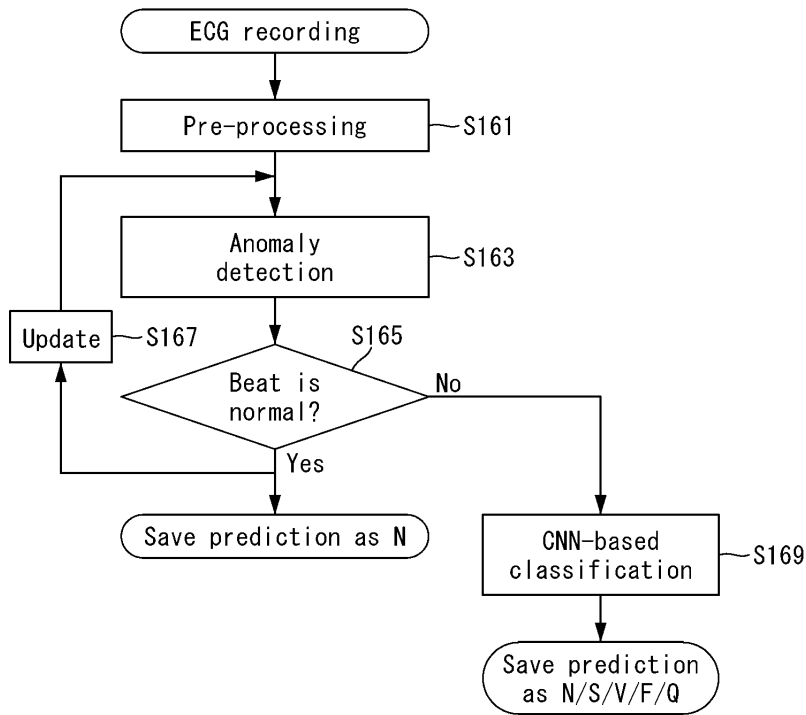 ECG recording
Pre-processing
S161
Anomaly
detection
S163
Update
S167
S165
Beat is
normal?
No
Yes
Save prediction as N
CNN-based
classification
S169
Save prediction
as N/S/V/F/Q